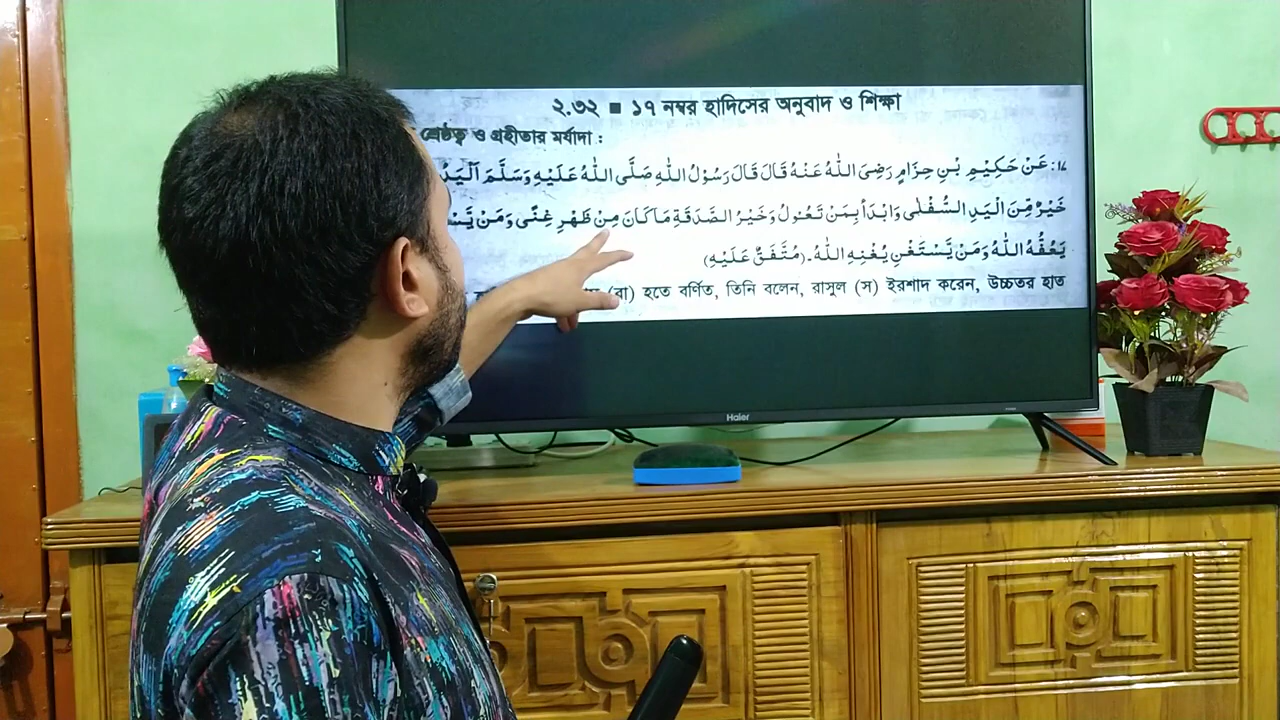 ২.৩২ ■ ১৭ নম্বর হাদিসের অনুবাদ ও শিক্ষা
শ্রেষ্ঠত্ব ও গ্রহীতার মর্যাদা :
١٧: عَنْ حَكِيْمِ بْنِ حِزَامٍ رَضِىَ اللّٰهُ عَنْهُ قَالَ قَالَ رَسُوْلُ اللّٰهِ صَلَّى اللّٰهُ عَلَيْهِ وَسَلَّمَ اَلْيَدُ
خَيْرٌ مِّنَ الْيَدِ السُّفْلٰى وَابْدَأْ بِمَنْ تَعُوْلُ وَخَيْرُ الصَّدَقَةِ مَاكَانَ مِنْ ظَهْرِ غِنًى وَمَنْ
يَعُفُّهُ اللّٰهُ وَمَنْ يَّسْتَغْنِ يُغْنِهِ اللّٰهُ. (مُتَّفَقٌ عَلَيْهِ)
(রা) হতে বর্ণিত, তিনি বলেন, রাসুল (স) ইরশাদ করেন, উচ্চতর হাত
Haier